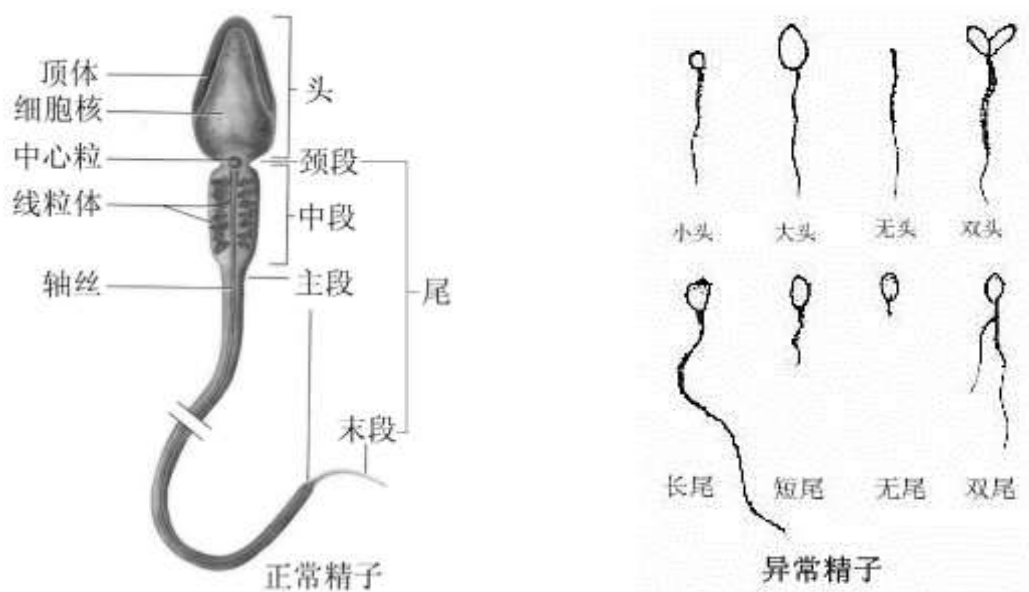 顶体
细胞核
中心粒
线粒体
轴丝
头
颈段
中段
主段
尾
末段
正常精子
小头
大头
无头
双头
长尾
短尾
无尾
双尾
异常精子